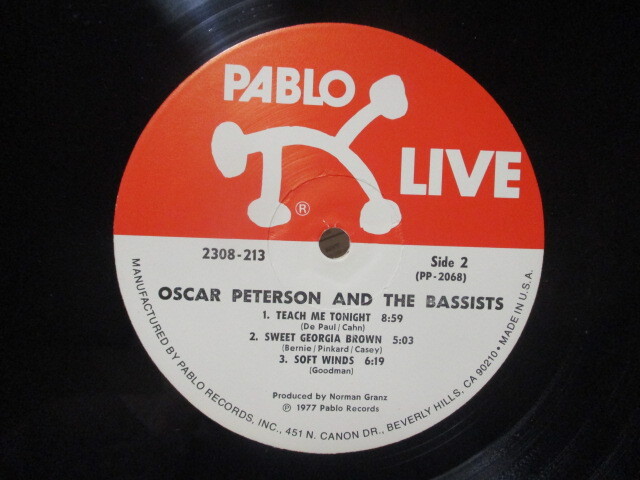 PABLO
LIVE
®
2308-213
Side 2
(PP-2068)
OSCAR PETERSON AND THE BASSISTS
1. TEACH ME TONIGHT 8:59
(De Paul/Cahn)
2. SWEET GEORGIA BROWN 5:03
(Bernie/Pinkard/Casey)
3. SOFT WINDS 6:19
(Goodman)
Produced by Norman Granz
℗ 1977 Pablo Records
MANUFACTURED BY PABLO RECORDS, INC., 451 N. CANON DR., BEVERLY HILLS, CA 90210 • MADE IN U.S.A.